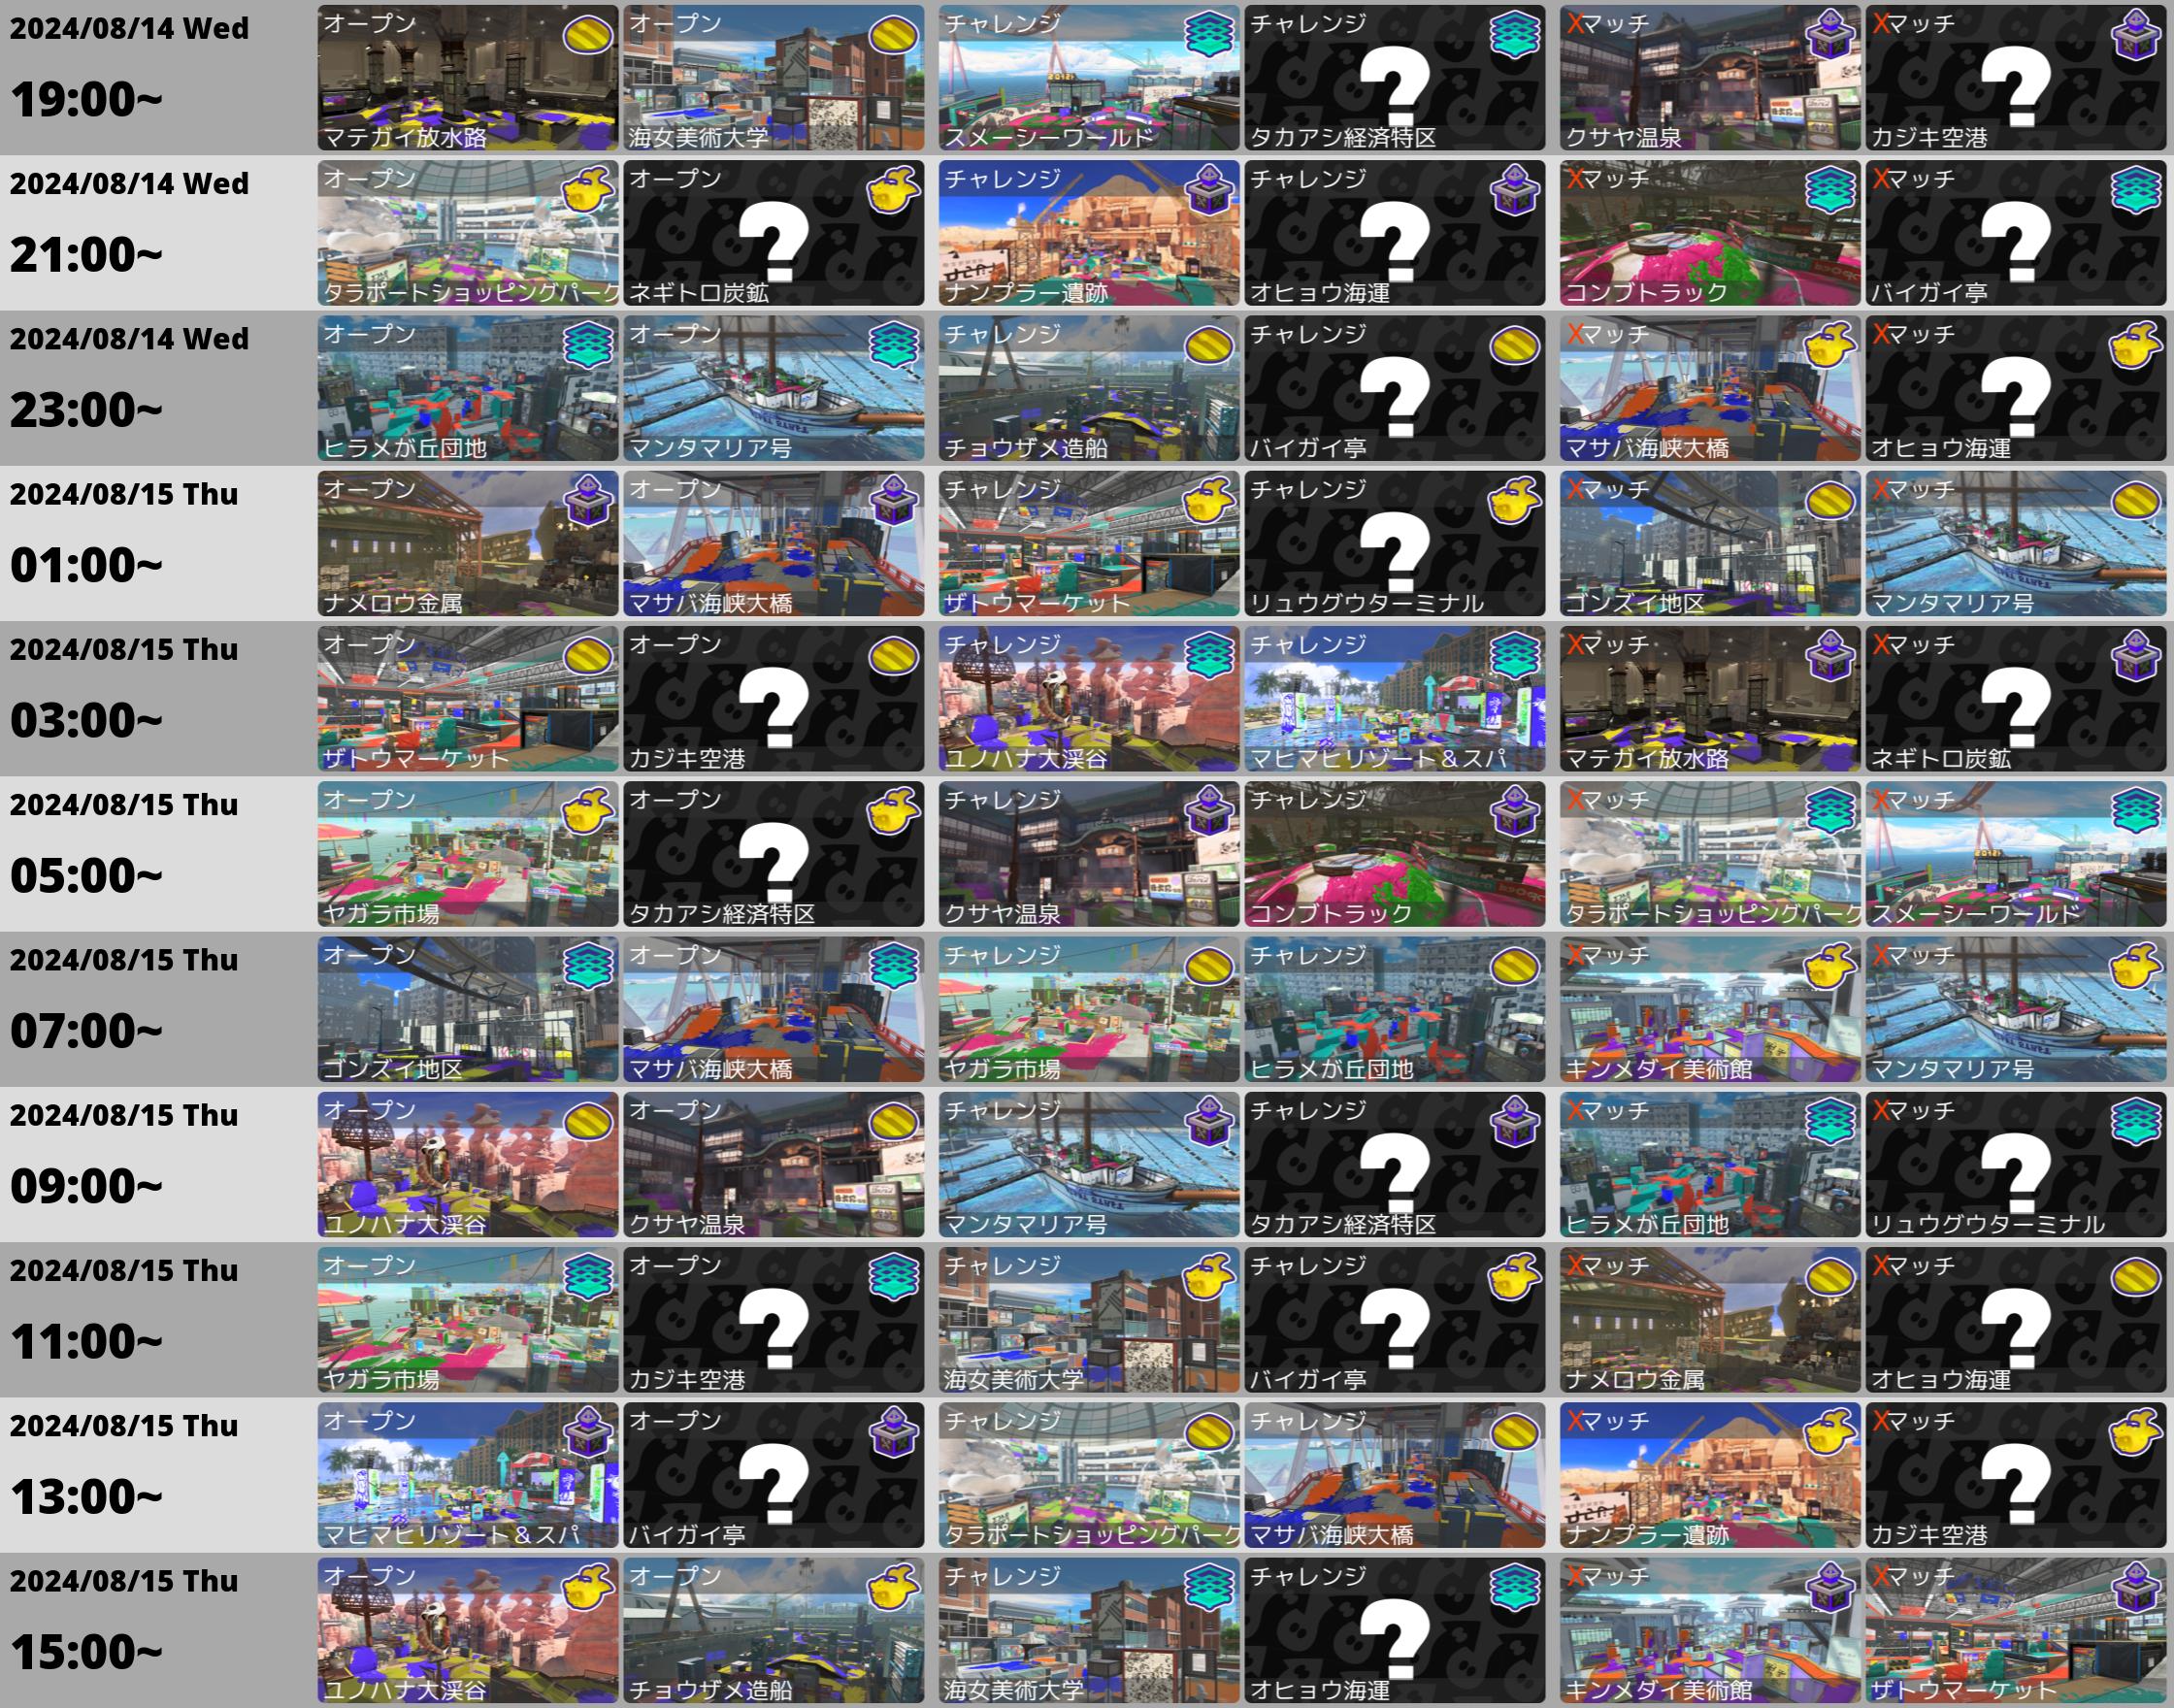 2024/08/14 Wed
19:00~
オープン
マテガイ放水路
オープン
海女美術大学
チャレンジ
スメーシーワールド
チャレンジ
タカアシ経済特区
Xマッチ
クサヤ温泉
Xマッチ
カジキ空港
2024/08/14 Wed
21:00~
オープン
タラポートショッピングパーク
オープン
ネギトロ炭鉱
チャレンジ
ナンプラー遺跡
チャレンジ
オヒョウ海運
Xマッチ
コンブトラック
Xマッチ
バイガイ亭
2024/08/14 Wed
23:00~
オープン
ヒラメが丘団地
オープン
マンタマリア号
チャレンジ
チョウザメ造船
チャレンジ
バイガイ亭
Xマッチ
マサバ海峡大橋
Xマッチ
オヒョウ海運
2024/08/15 Thu
01:00~
オープン
ナメロウ金属
オープン
マサバ海峡大橋
チャレンジ
ザトウマーケット
チャレンジ
リュウグウターミナル
Xマッチ
ゴンズイ地区
Xマッチ
マンタマリア号
2024/08/15 Thu
03:00~
オープン
ザトウマーケット
オープン
カジキ空港
チャレンジ
ユノハナ大渓谷
チャレンジ
マヒマヒリゾート＆スパ
Xマッチ
マテガイ放水路
Xマッチ
ネギトロ炭鉱
2024/08/15 Thu
05:00~
オープン
ヤガラ市場
オープン
タカアシ経済特区
チャレンジ
クサヤ温泉
チャレンジ
コンブトラック
Xマッチ
タラポートショッピングパーク
Xマッチ
スメーシーワールド
2024/08/15 Thu
07:00~
オープン
ゴンズイ地区
オープン
マサバ海峡大橋
チャレンジ
ヤガラ市場
チャレンジ
ヒラメが丘団地
Xマッチ
キンメダイ美術館
Xマッチ
マンタマリア号
2024/08/15 Thu
09:00~
オープン
ユノハナ大渓谷
オープン
クサヤ温泉
チャレンジ
マンタマリア号
チャレンジ
タカアシ経済特区
Xマッチ
ヒラメが丘団地
Xマッチ
リュウグウターミナル
2024/08/15 Thu
11:00~
オープン
ヤガラ市場
オープン
カジキ空港
チャレンジ
海女美術大学
チャレンジ
バイガイ亭
Xマッチ
ナメロウ金属
Xマッチ
オヒョウ海運
2024/08/15 Thu
13:00~
オープン
マヒマヒリゾート＆スパ
オープン
バイガイ亭
チャレンジ
タラポートショッピングパーク
チャレンジ
マサバ海峡大橋
Xマッチ
ナンプラー遺跡
Xマッチ
カジキ空港
2024/08/15 Thu
15:00~
オープン
ユノハナ大渓谷
オープン
チョウザメ造船
チャレンジ
海女美術大学
チャレンジ
オヒョウ海運
Xマッチ
キンメダイ美術館
Xマッチ
ザトウマーケット